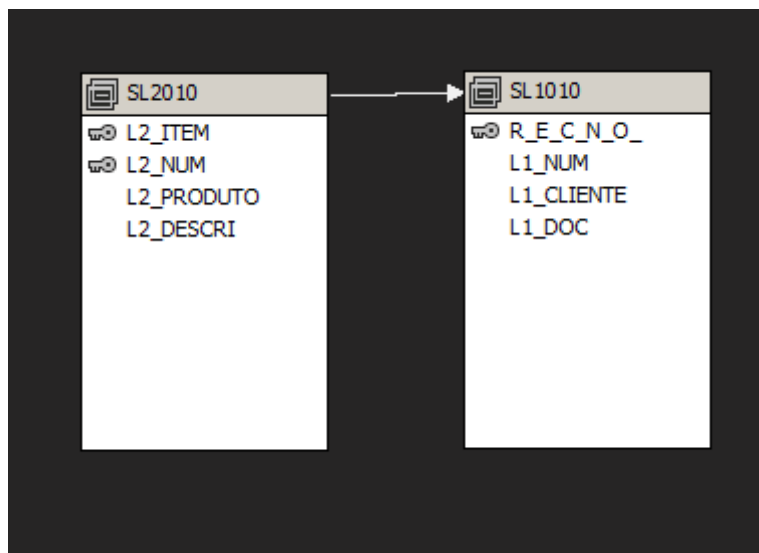 SL2010
L2_ITEM
L2_NUM
L2_PRODUTO
L2_DESCRI
SL1010
R_E_C_N_O_
L1_NUM
L1_CLIENTE
L1_DOC